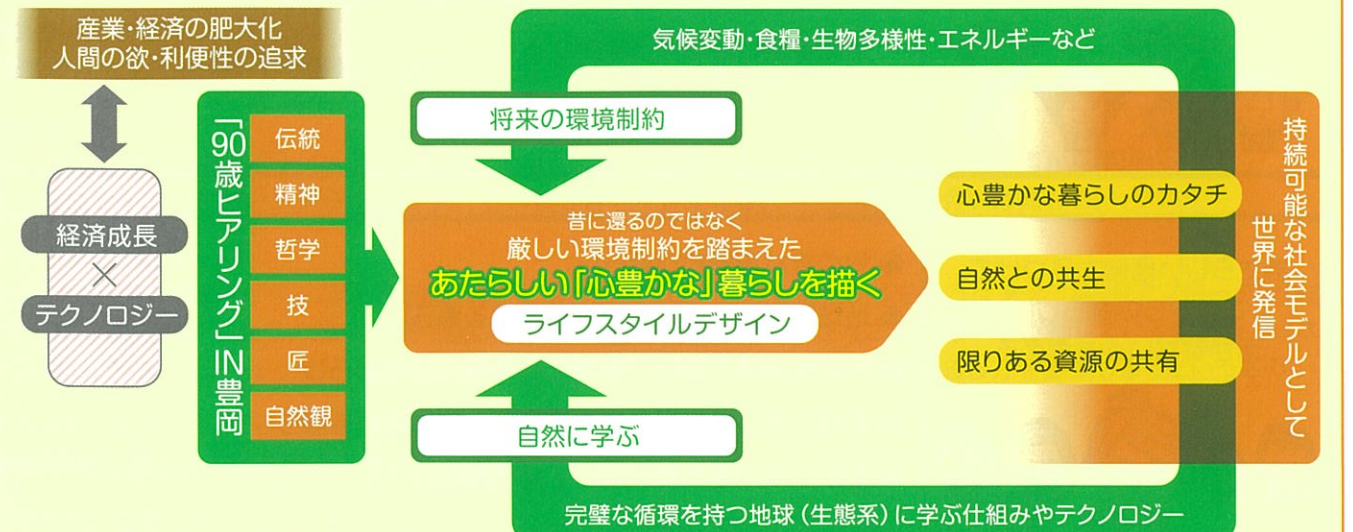 産業・経済の肥大化
人間の欲・利便性の追求
経済成長
×
テクノロジー
「90歳ヒアリング」IN豊岡
伝統
精神
哲学
技
匠
自然観
気候変動・食糧・生物多様性・エネルギーなど
将来の環境制約
昔に還るのではなく
厳しい環境制約を踏まえた
あたらしい「心豊かな」暮らしを描く
ライフスタイルデザイン
自然に学ぶ
完璧な循環を持つ地球(生態系)に学ぶ仕組みやテクノロジー
心豊かな暮らしのカタチ
自然との共生
限りある資源の共有
持続可能な社会モデルとして
世界に発信